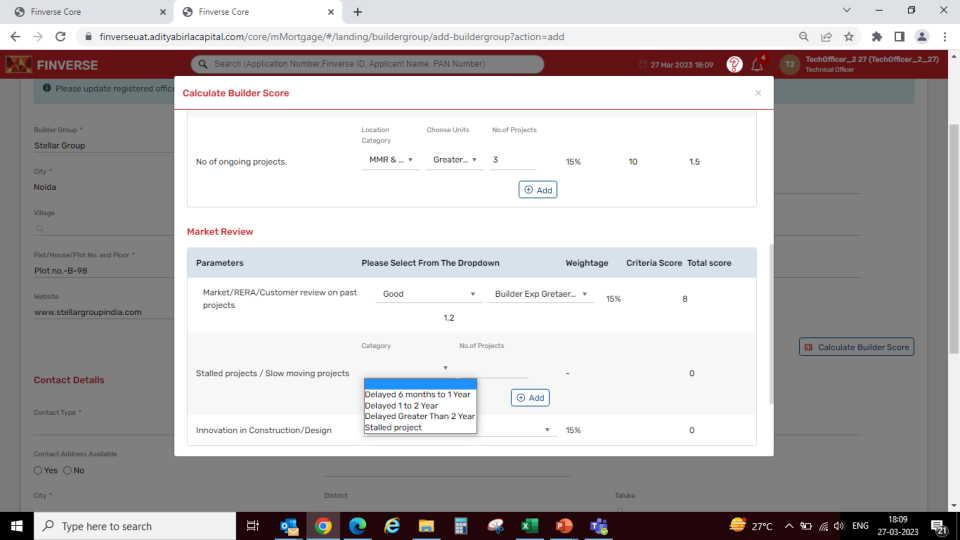 Finverse Core
Finverse Core
finverseuat.adityabirlacapital.com/core/mMortgage/#/landing/buildergroup/add-buildergroup?action=add
FINVERSE
Search (Application Number,Finverse ID, Applicant Name, PAN Number)
27 Mar 2023 18:09
4
T2
TechOfficer_2 27 (TechOfficer_2_27)
Technical Officer
Please update registered offic
Calculate Builder Score
Builder Group *
Stellar Group
City *
Noida
Village
Flat/House/Plot No. and Floor *
Plot no.-B-98
Website
www.stellargroupindia.com
Location Category
Choose Units
No.of Projects
No of ongoing projects.
MMR & ...
Greater...
3
15%
10
1.5
Add
Market Review
Parameters
Please Select From The Dropdown
Weightage
Criteria Score
Total score
Market/RERA/Customer review on past
projects
Good
Builder Exp Gretaer...
15%
8
1.2
Category
No.of Projects
Stalled projects / Slow moving projects
-
0
Delayed 6 months to 1 Year
Delayed 1 to 2 Year
Delayed Greater Than 2 Year
Stalled project
Add
Innovation in Construction/Design
15%
0
Calculate Builder Score
Contact Details
Contact Type *
Contact Address Available
Yes
No
City *
District
Taluka
Type here to search
27°C
ENG
18:09
27-03-2023
21